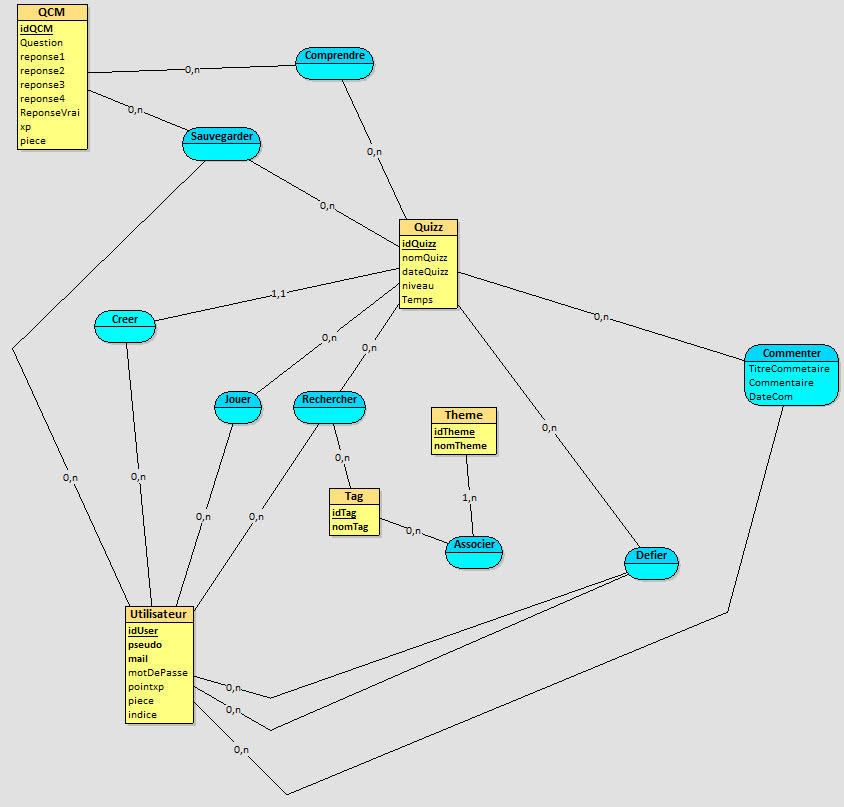 QCM
idQCM
Question
reponse1
reponse2
reponse3
reponse4
ReponseVrai
xp
piece
Comprendre
0,n
0,n
Sauvegarder
0,n
0,n
Quizz
idQuizz
nomQuizz
dateQuizz
niveau
Temps
1,1
Creer
0,n
0,n
0,n
Commenter
TitreCommetaire
Commentaire
DateCom
Jouer
Rechercher
Theme
idTheme
nomTheme
0,n
0,n
0,n
0,n
Tag
idTag
nomTag
1,n
0,n
0,n
0,n
Associer
Defier
Utilisateur
idUser
pseudo
mail
motDePasse
pointxp
piece
indice
0,n
0,n
0,n